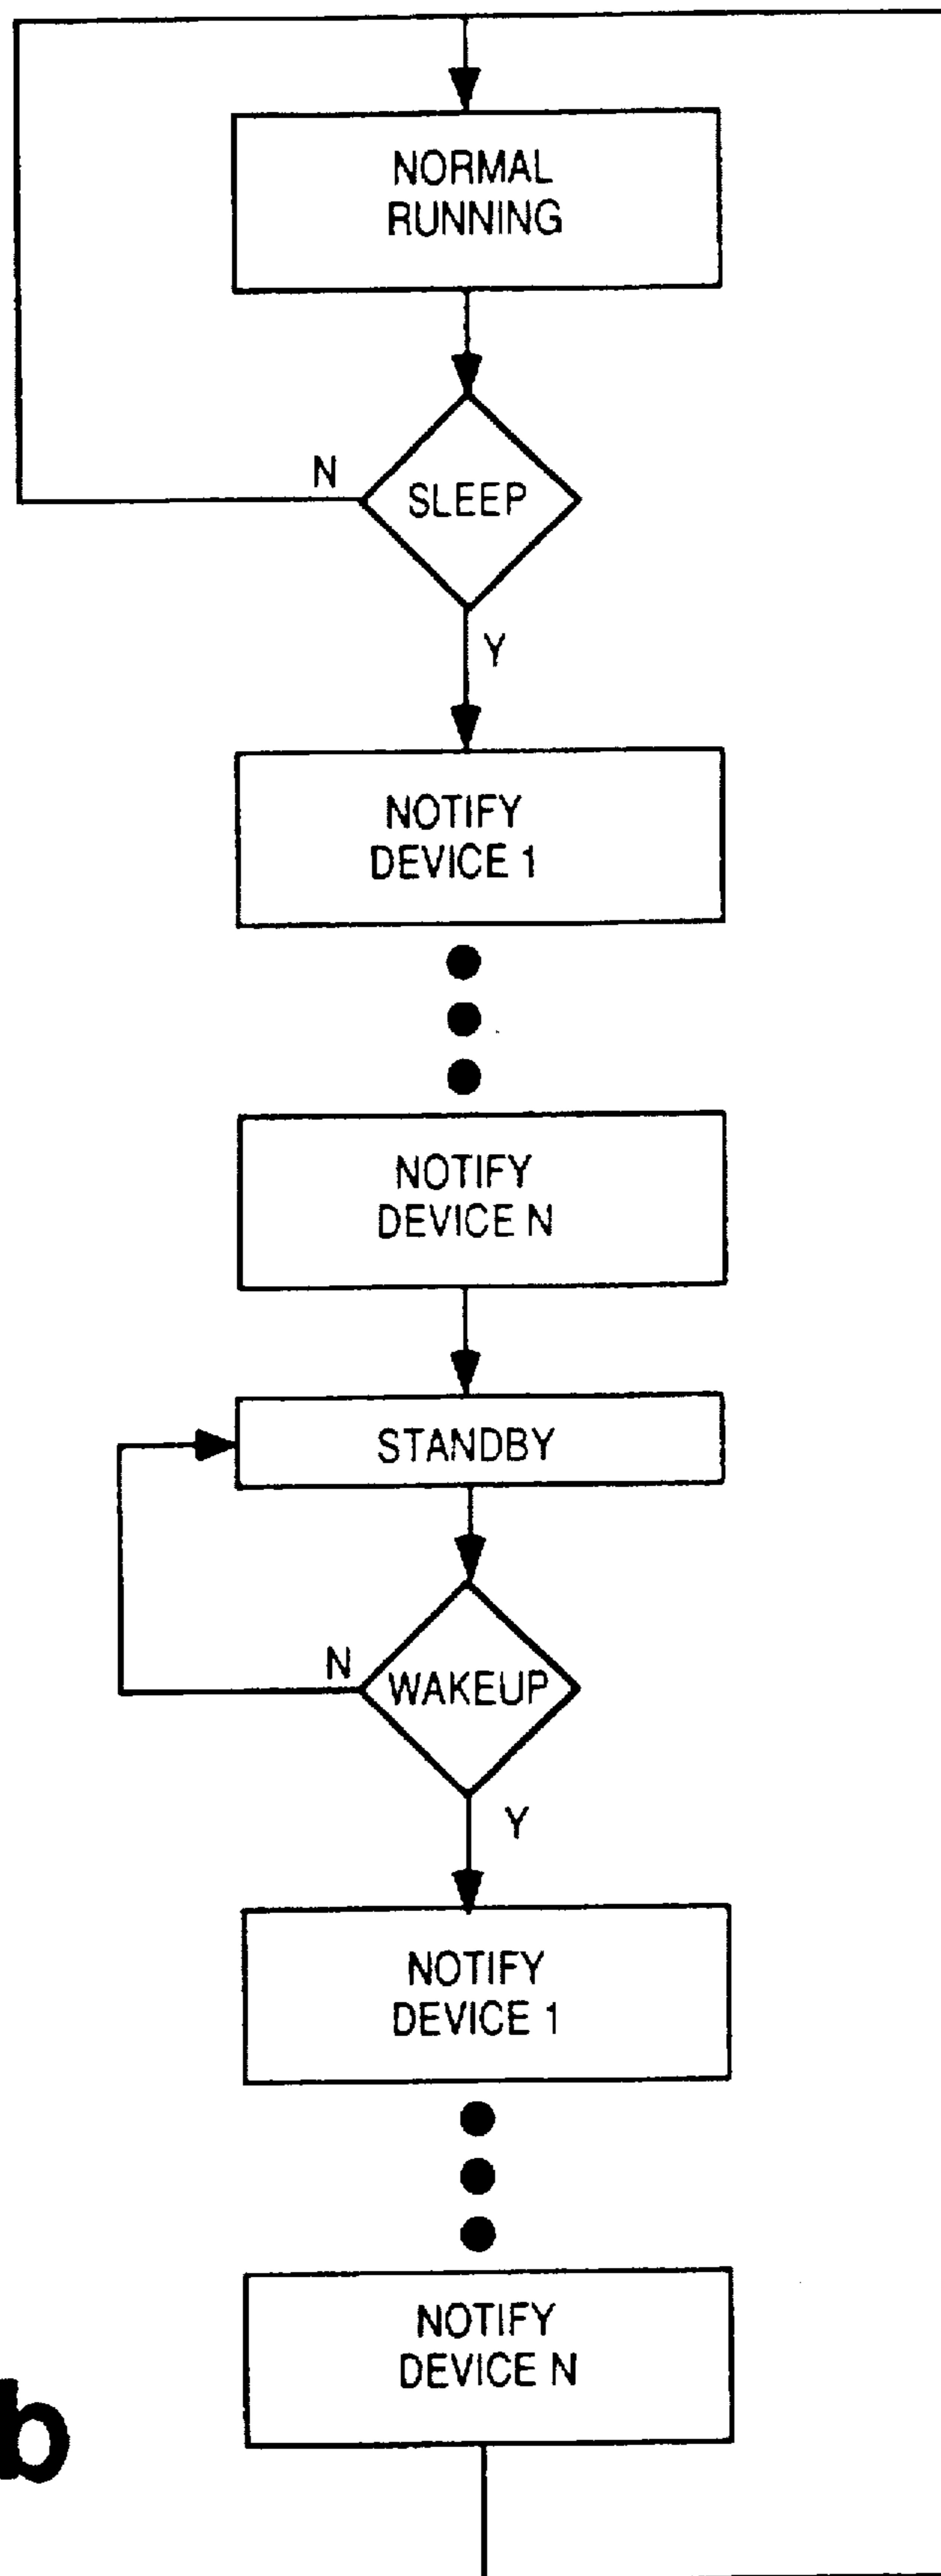 NORMAL
RUNNING
N
SLEEP
Y
NOTIFY
DEVICE 1
NOTIFY
DEVICE N
STANDBY
N
WAKEUP
Y
NOTIFY
DEVICE 1
NOTIFY
DEVICE N
b